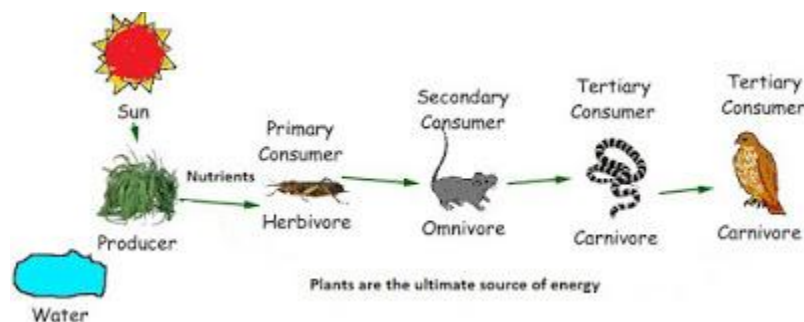 Sun
Producer
Water
Nutrients
Primary
Consumer
Herbivore
Secondary
Consumer
Omnivore
Tertiary
Consumer
Carnivore
Tertiary
Consumer
Carnivore
Plants are the ultimate source of energy